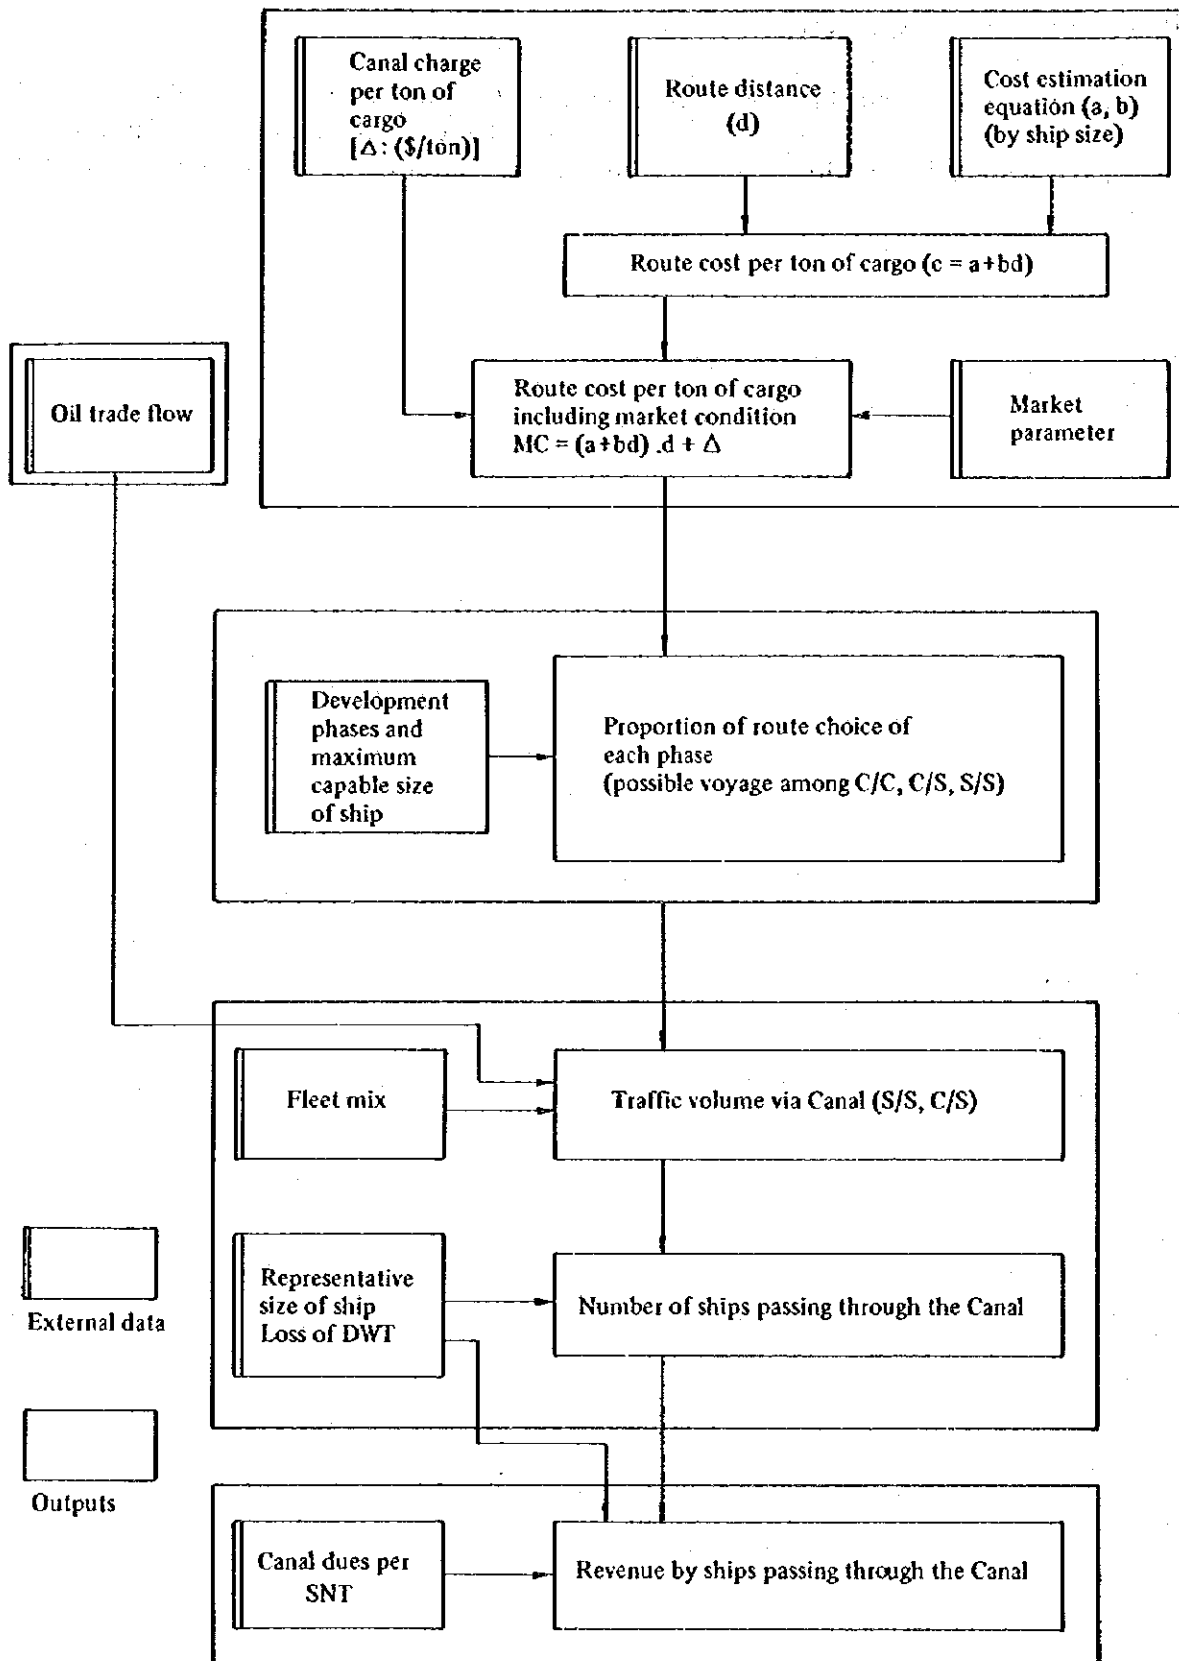 Canal charge
per ton of
cargo
[Δ: ($/ton)]
Route distance
(d)
Cost estimation
equation (a, b)
(by ship size)
Route cost per ton of cargo (c = a+bd)
Oil trade flow
Route cost per ton of cargo
including market condition
MC = (a+bd) .d + Δ
Market
parameter
Development
phases and
maximum
capable size
of ship
Proportion of route choice of
each phase
(possible voyage among C/C, C/S, S/S)
Fleet mix
Traffic volume via Canal (S/S, C/S)
Representative
size of ship
Loss of DWT
Number of ships passing through the Canal
External data
Outputs
Canal dues per
SNT
Revenue by ships passing through the Canal